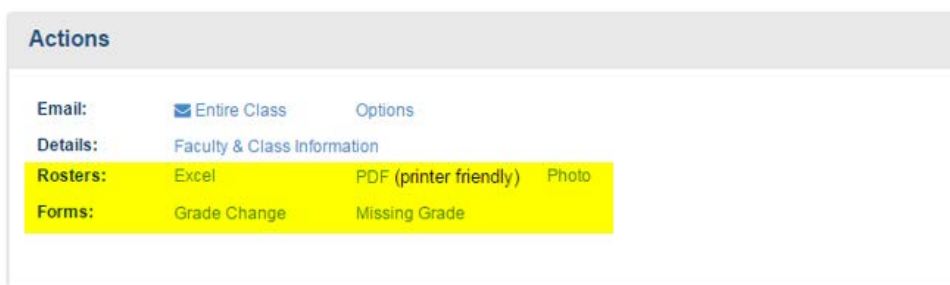 Actions
Email: Entire Class Options
Details: Faculty & Class Information
Rosters: Excel PDF (printer friendly) Photo
Forms: Grade Change Missing Grade